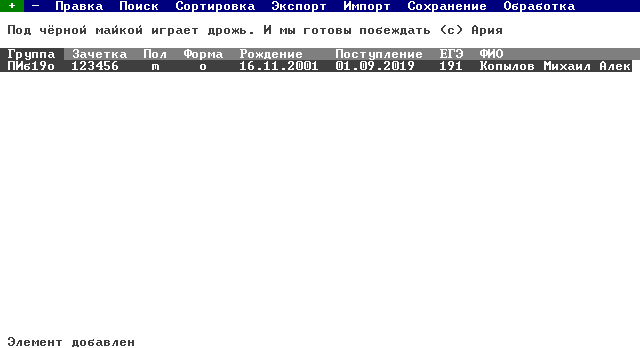 + – Правка Поиск Сортировка Экспорт Импорт Сохранение Обработка
Под чёрной майкой играет дрожь. И мы готовы побеждать (с) Ария
Группа Зачетка Пол Форма Рождение Поступление ЕГЭ ФИО
ПИб19о 123456 m о 16.11.2001 01.09.2019 191 Копылов Михаил Алек
Элемент добавлен